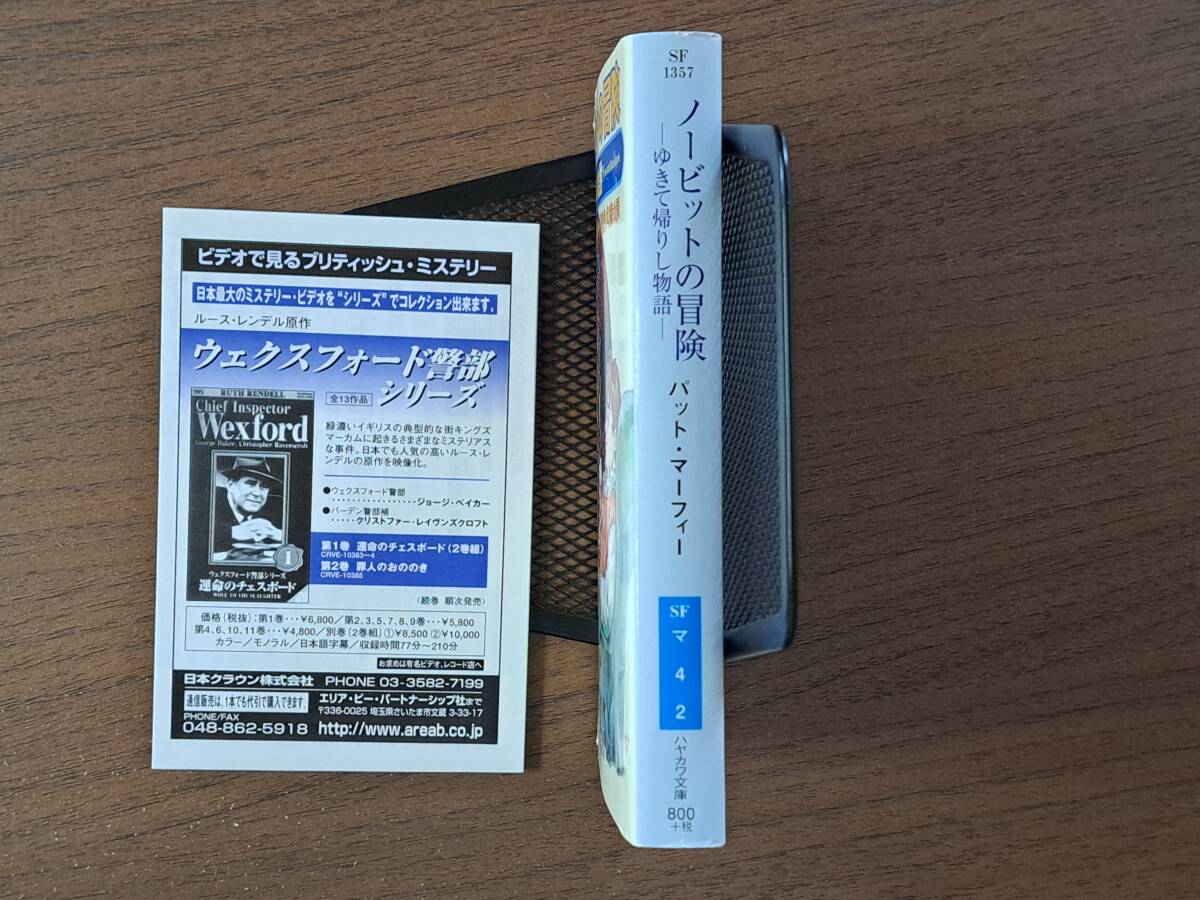 ビデオで見るブリティッシュ・ミステリー
日本最大のミステリー・ビデオを“シリーズ”でコレクション出来ます。
ルース・レンデル原作
ウェクスフォード警部
シリーズ
全13作品
RUTH RENDELL
Chief Inspector
Wexford
George Baker, Christopher Ravenscroft
1
ウェクスフォード警部シリーズ
運命のチェスボード
WOLF TO THE SLAUGHTER
緑濃いイギリスの典型的な街キングズ
マーカムに起きるさまざまなミステリアス
な事件。日本でも人気の高いルース・レ
ンデルの原作を映像化。
●ウェクスフォード警部
‥‥‥‥‥‥‥‥ジョージ・ベイカー
●バーデン警部補
‥‥‥クリストファー・レイヴンズクロフト
第1巻 運命のチェスボード(2巻組)
CRVE-10383〜4
第2巻 罪人のおののき
CRVE-10385
〈続巻 順次発売〉
価格(税抜):第1巻‥‥¥6,800/第2、3、5、7、8、9巻‥‥¥5,800
第4、6、10、11巻‥‥¥4,800/別巻(2巻組)①¥8,500 ②¥10,000
カラー/モノラル/日本語字幕/収録時間77分〜210分
お求めは有名ビデオ、レコード店へ
日本クラウン株式会社 PHONE 03-3582-7199
通信販売は、1本でも代引で購入できます。
エリア・ビー・パートナーシップ社まで
〒336-0025 埼玉県さいたま市文蔵 3-33-17
PHONE/FAX
048-862-5918 http://www.areab.co.jp
SF
1357
ノービットの冒険
―ゆきて帰りし物語―
パット・マーフィー
SF
マ
4
2
ハヤカワ文庫
800
+税
冒険